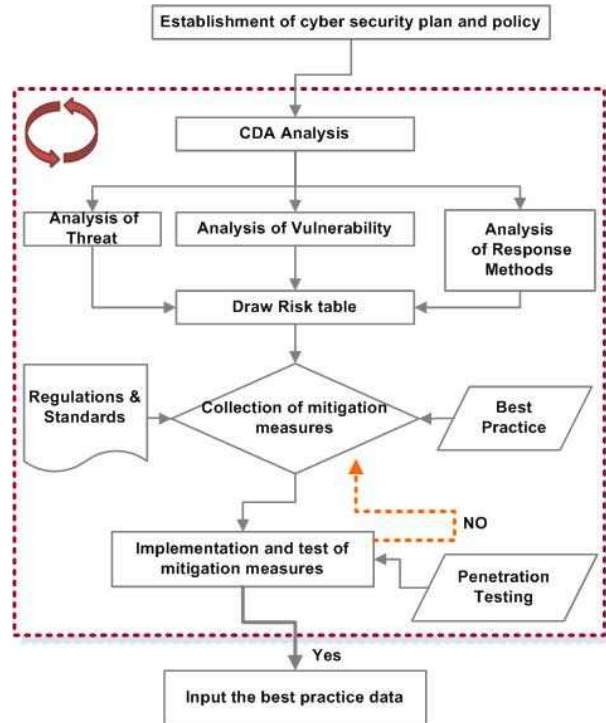 Establishment of cyber security plan and policy
CDA Analysis
Analysis of
Threat
Analysis of Vulnerability
Analysis
of Response
Methods
Draw Risk table
Regulations &
Standards
Collection of mitigation
measures
Best
Practice
NO
Implementation and test of
mitigation measures
Penetration
Testing
Yes
Input the best practice data